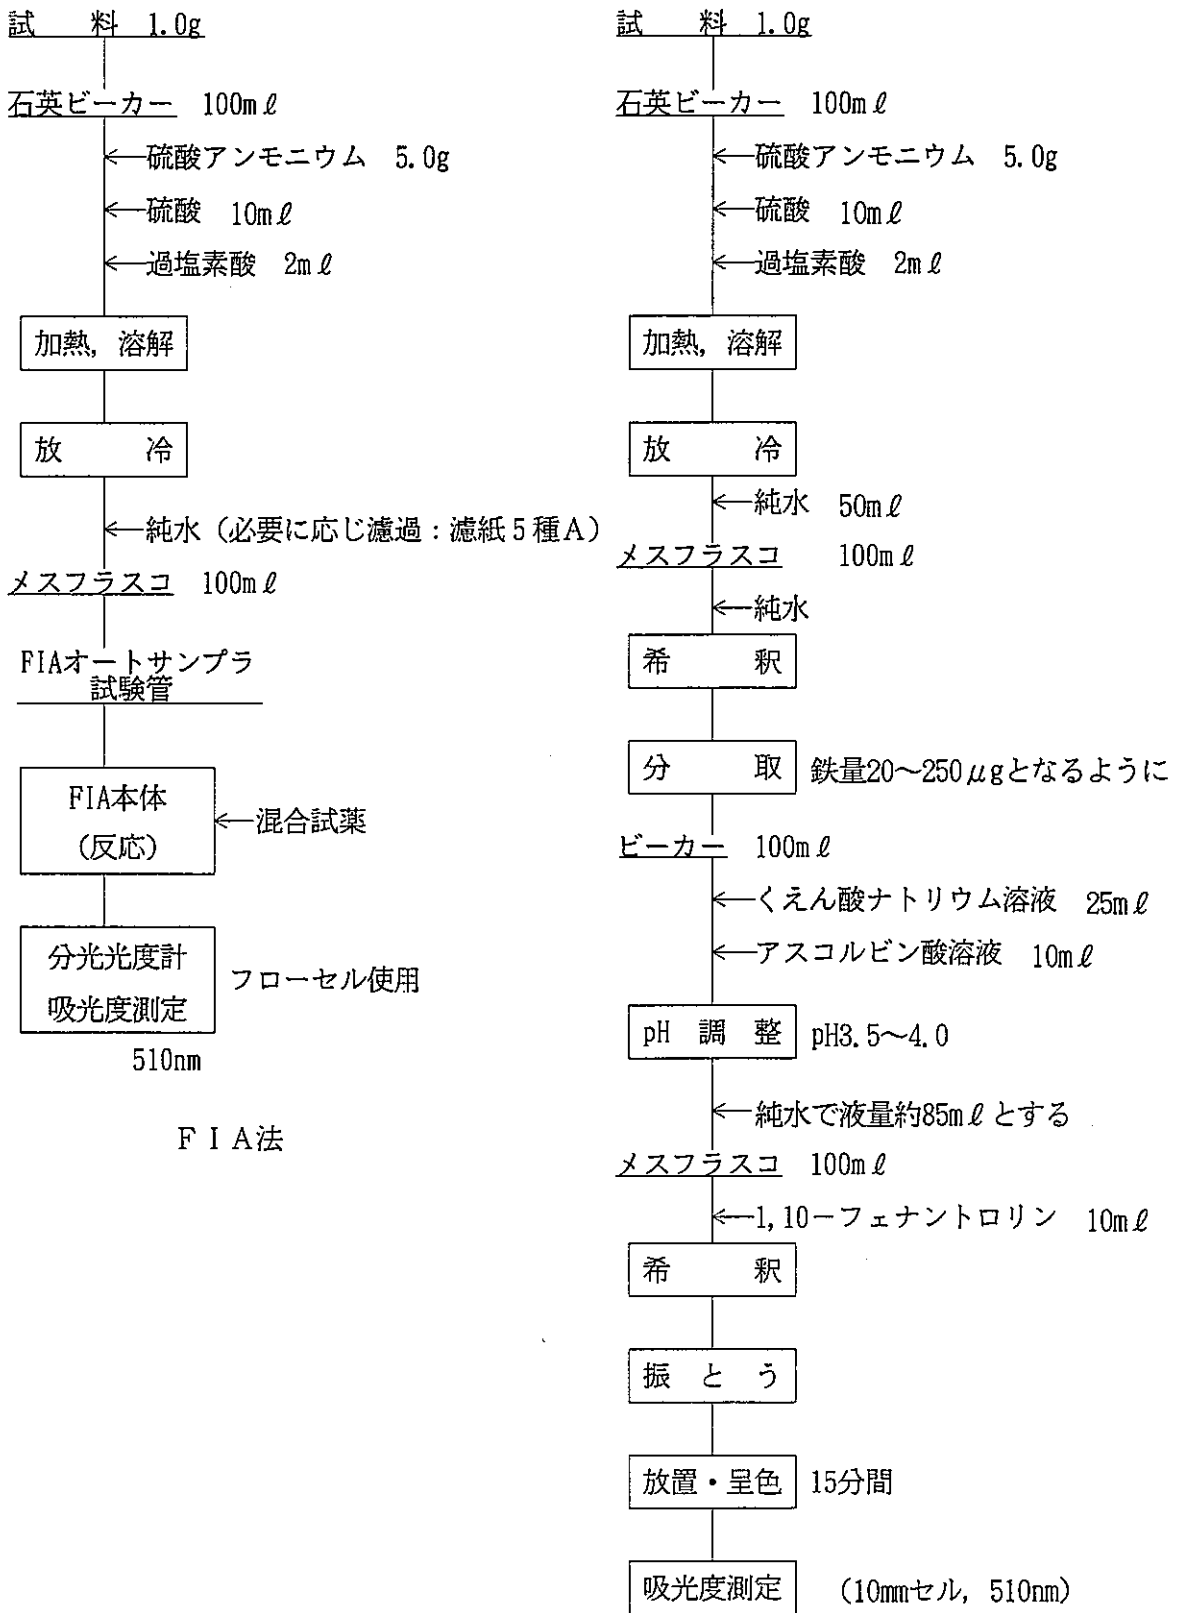 試　料 1.0g
石英ビーカー 100mℓ
←硫酸アンモニウム 5.0g
←硫酸 10mℓ
←過塩素酸 2mℓ
加熱, 溶解
放　冷
←純水（必要に応じ濾過：濾紙５種Ａ）
メスフラスコ 100mℓ
FIAオートサンプラ
試験管
FIA本体
(反応)
←混合試薬
分光光度計
吸光度測定
フローセル使用
510nm
ＦＩＡ法
試　料 1.0g
石英ビーカー 100mℓ
←硫酸アンモニウム 5.0g
←硫酸 10mℓ
←過塩素酸 2mℓ
加熱, 溶解
放　冷
←純水 50mℓ
メスフラスコ 100mℓ
←純水
希　釈
分　取 鉄量20～250μgとなるように
ビーカー 100mℓ
←くえん酸ナトリウム溶液 25mℓ
←アスコルビン酸溶液 10mℓ
pH 調 整 pH3.5～4.0
←純水で液量約85mℓとする
メスフラスコ 100mℓ
←1,10－フェナントロリン 10mℓ
希　釈
振 と う
放置・呈色 15分間
吸光度測定 (10mmセル, 510nm)